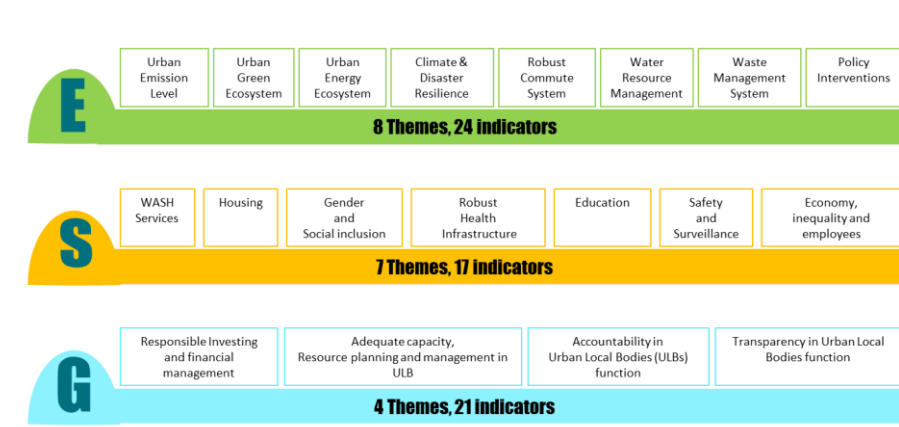 E
Urban
Emission
Level
Urban
Green
Ecosystem
Urban
Energy
Ecosystem
Climate &
Disaster
Resilience
Robust
Commute
System
Water
Resource
Management
Waste
Management
System
Policy
Interventions
8 Themes, 24 indicators
S
WASH
Services
Housing
Gender
and
Social inclusion
Robust
Health
Infrastructure
Education
Safety
and
Surveillance
Economy,
inequality and
employees
7 Themes, 17 indicators
G
Responsible Investing
and financial
management
Adequate capacity,
Resource planning and management in
ULB
Accountability in
Urban Local Bodies (ULBs)
function
Transparency in Urban Local
Bodies function
4 Themes, 21 indicators